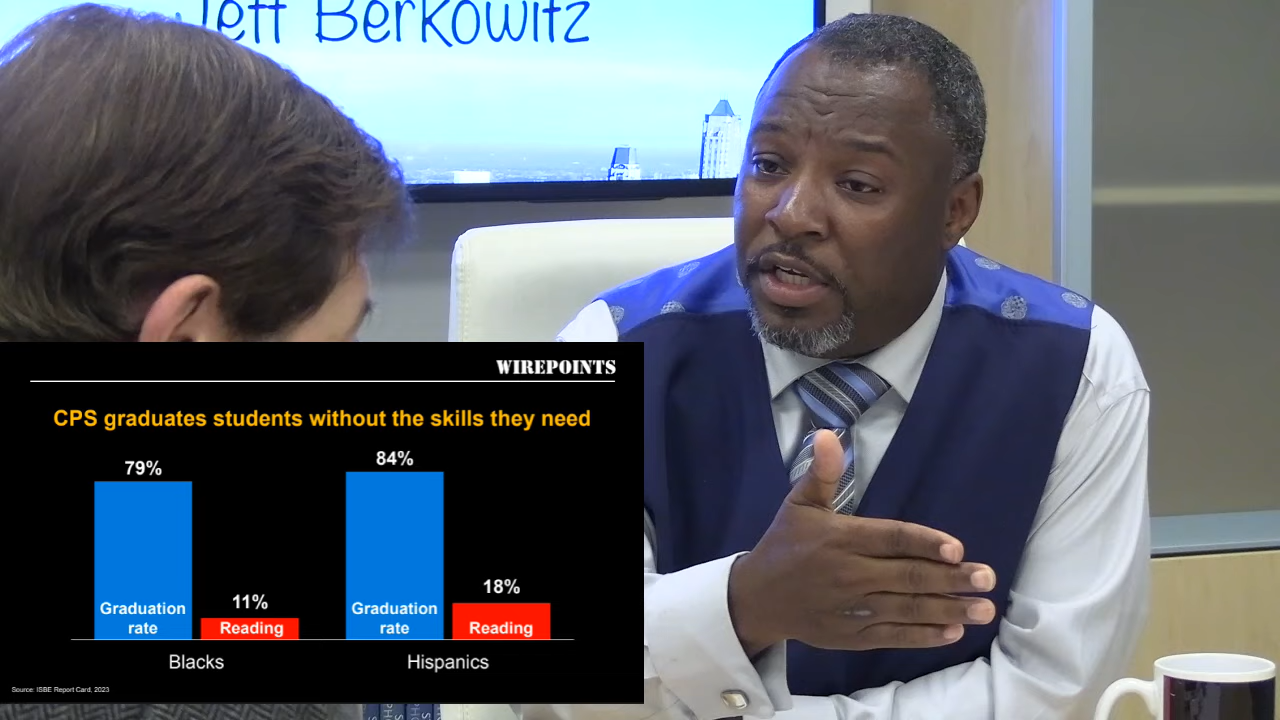 Jeff Berkowitz
WIREPOINTS
CPS graduates students without the skills they need
79%
84%
11%
18%
Graduation
rate
Reading
Graduation
rate
Reading
Blacks
Hispanics
Source: ISBE Report Card, 2023